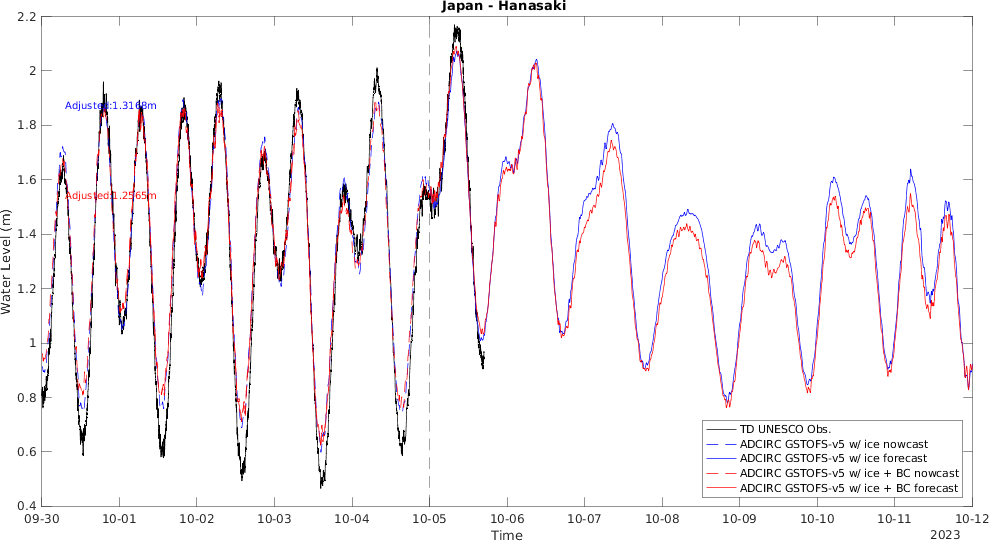 Japan - Hanasaki
2.2
2
1.8
1.6
1.4
1.2
1
0.8
0.6
0.4
Water Level (m)
Adjusted:1.3168m
Adjusted:1.2565m
TD UNESCO Obs.
ADCIRC GSTOFS-v5 w/ ice nowcast
ADCIRC GSTOFS-v5 w/ ice forecast
ADCIRC GSTOFS-v5 w/ ice + BC nowcast
ADCIRC GSTOFS-v5 w/ ice + BC forecast
09-30 10-01 10-02 10-03 10-04 10-05 10-06 10-07 10-08 10-09 10-10 10-11 10-12
Time
2023